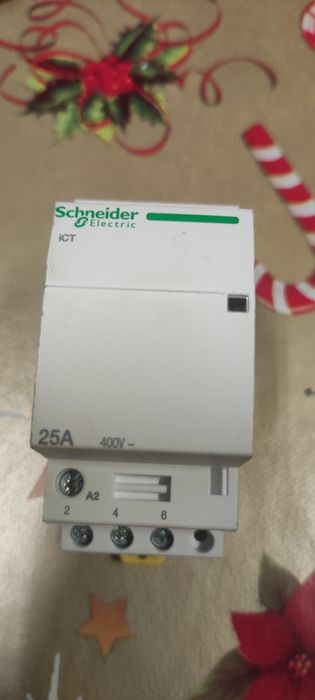 Schneider
Electric
iCT
25A 400V ~
A2
2 4 6